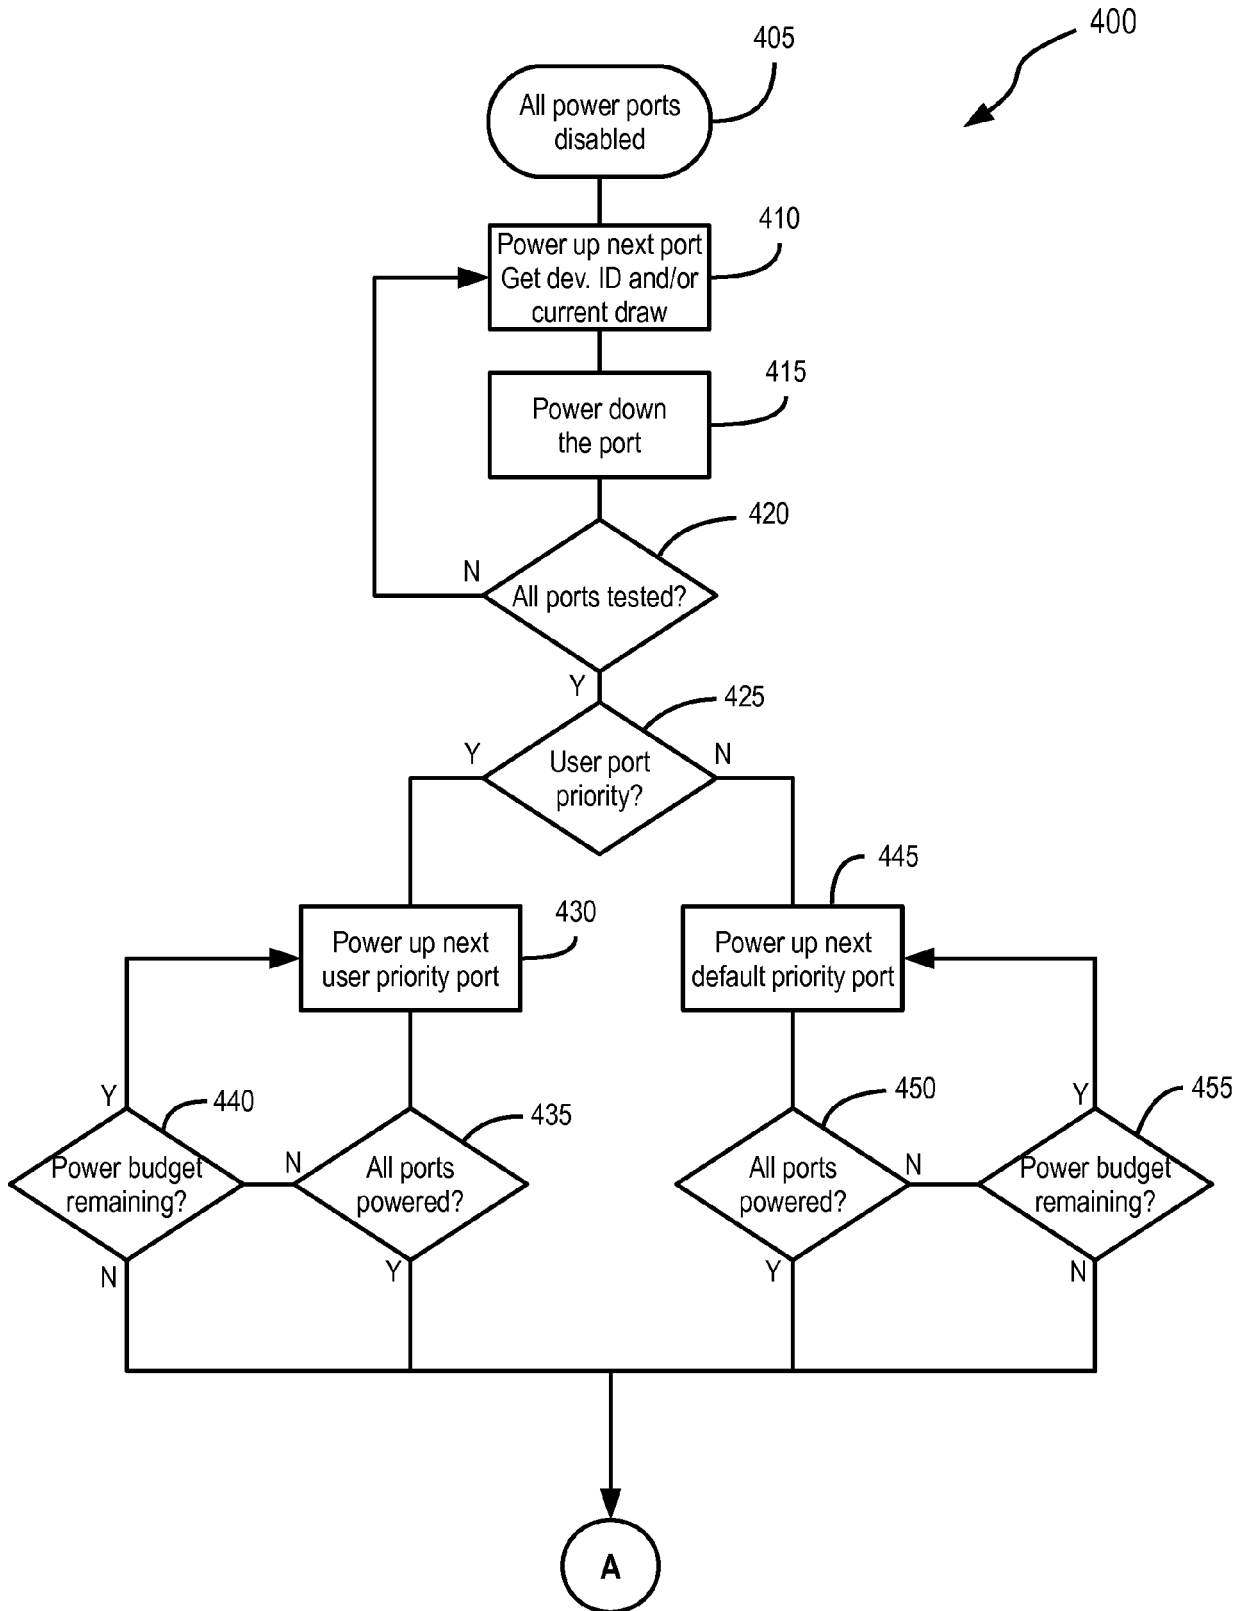 400
405
All power ports
disabled
410
Power up next port
Get dev. ID and/or
current draw
415
Power down
the port
420
N
All ports tested?
Y
425
Y
N
User port
priority?
445
430
Power up next
user priority port
Power up next
default priority port
Y
440
435
450
Y
455
Power budget
remaining?
N
All ports
powered?
All ports
powered?
N
Power budget
remaining?
N
Y
Y
N
A